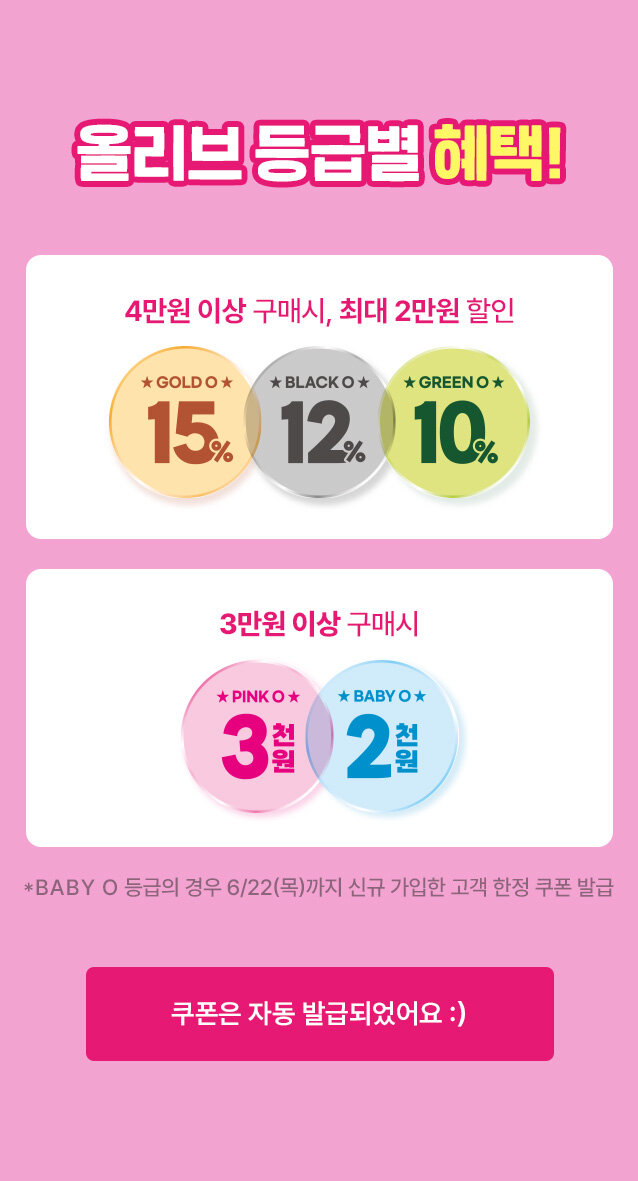 올리브 등급별 혜택!
4만원 이상 구매시, 최대 2만원 할인
★ GOLD O ★ ★ BLACK O ★ ★ GREEN O ★
15% 12% 10%
3만원 이상 구매시
★ PINK O ★ ★ BABY O ★
3천원 2천원
*BABY O 등급의 경우 6/22(목)까지 신규 가입한 고객 한정 쿠폰 발급
쿠폰은 자동 발급되었어요 :)